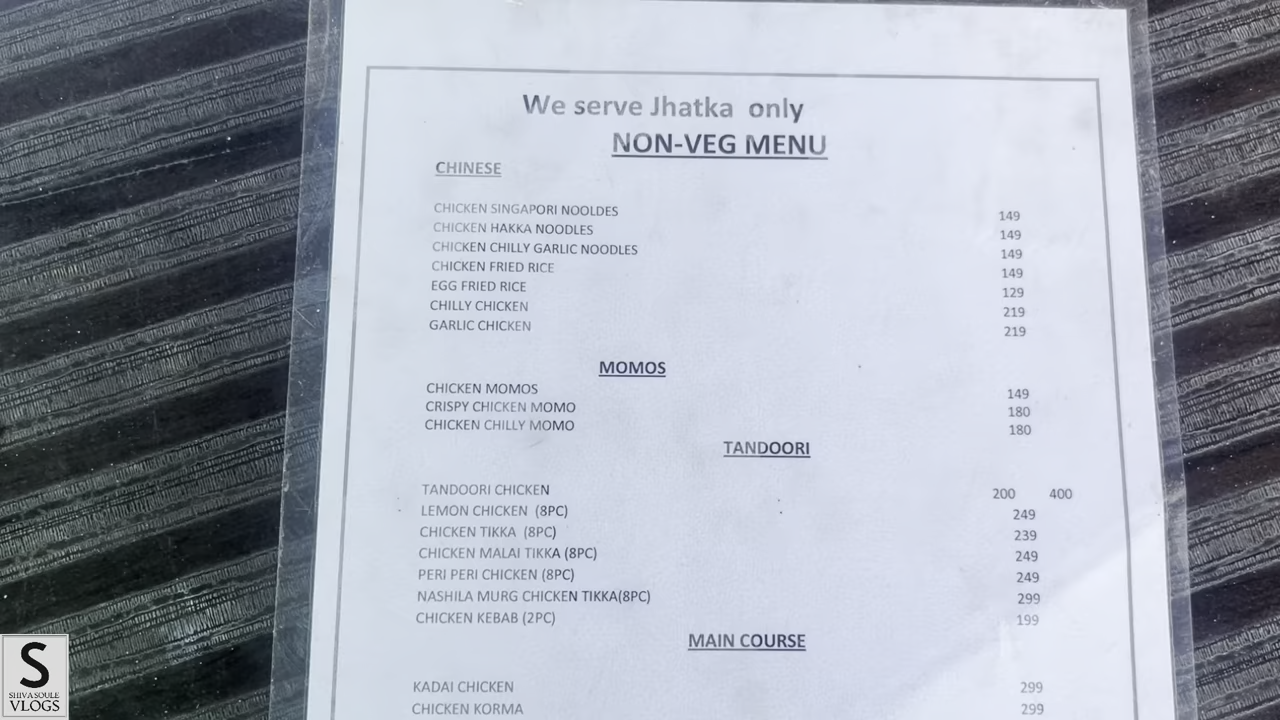 We serve Jhatka only
NON-VEG MENU
CHINESE
CHICKEN SINGAPORI NOOLDES 149
CHICKEN HAKKA NOODLES 149
CHICKEN CHILLY GARLIC NOODLES 149
CHICKEN FRIED RICE 149
EGG FRIED RICE 129
CHILLY CHICKEN 219
GARLIC CHICKEN 219
MOMOS
CHICKEN MOMOS 149
CRISPY CHICKEN MOMO 180
CHICKEN CHILLY MOMO 180
TANDOORI
TANDOORI CHICKEN 200 400
LEMON CHICKEN (8PC) 249
CHICKEN TIKKA (8PC) 239
CHICKEN MALAI TIKKA (8PC) 249
PERI PERI CHICKEN (8PC) 249
NASHILA MURG CHICKEN TIKKA(8PC) 299
CHICKEN KEBAB (2PC) 199
MAIN COURSE
KADAI CHICKEN 299
CHICKEN KORMA 299
S
SHIVA SOULE
VLOGS